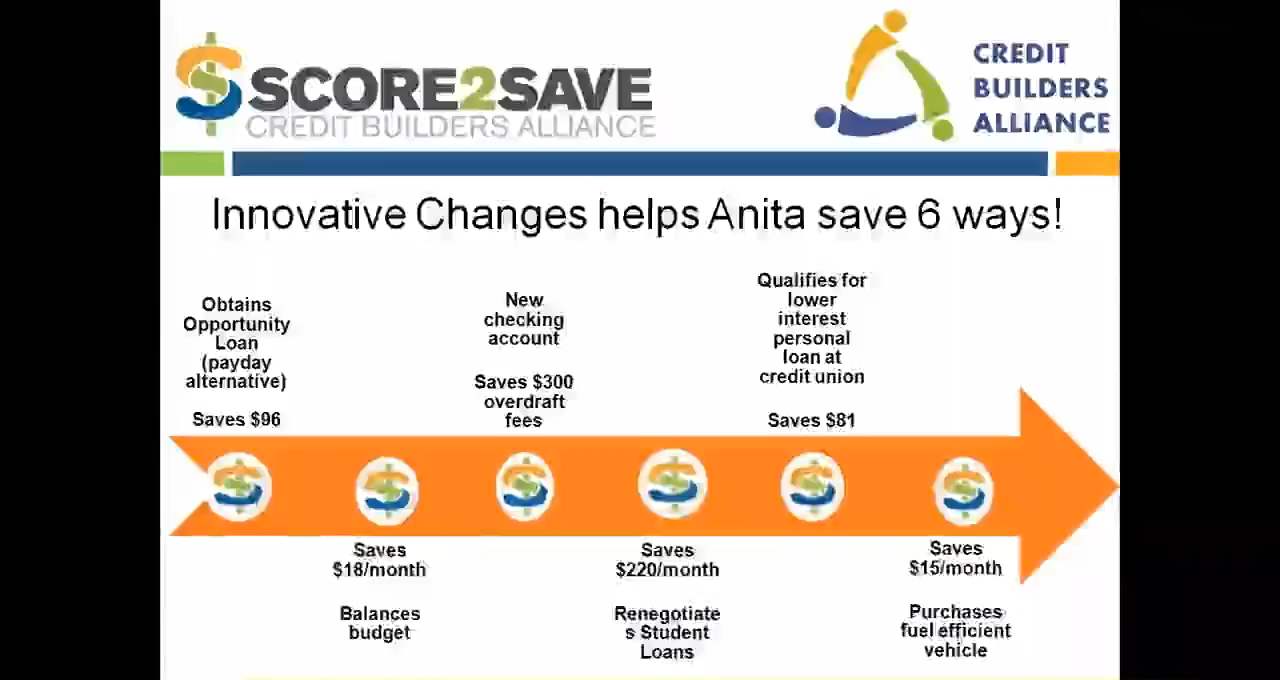 SCORE2SAVE
CREDIT BUILDERS ALLIANCE
CREDIT
BUILDERS
ALLIANCE
Innovative Changes helps Anita save 6 ways!
Obtains
Opportunity
Loan
(payday
alternative)
Saves $96
New
checking
account
Saves $300
overdraft
fees
Qualifies for
lower
interest
personal
loan at
credit union
Saves $81
Saves
$18/month
Balances
budget
Saves
$220/month
Renegotiate
s Student
Loans
Saves
$15/month
Purchases
fuel efficient
vehicle